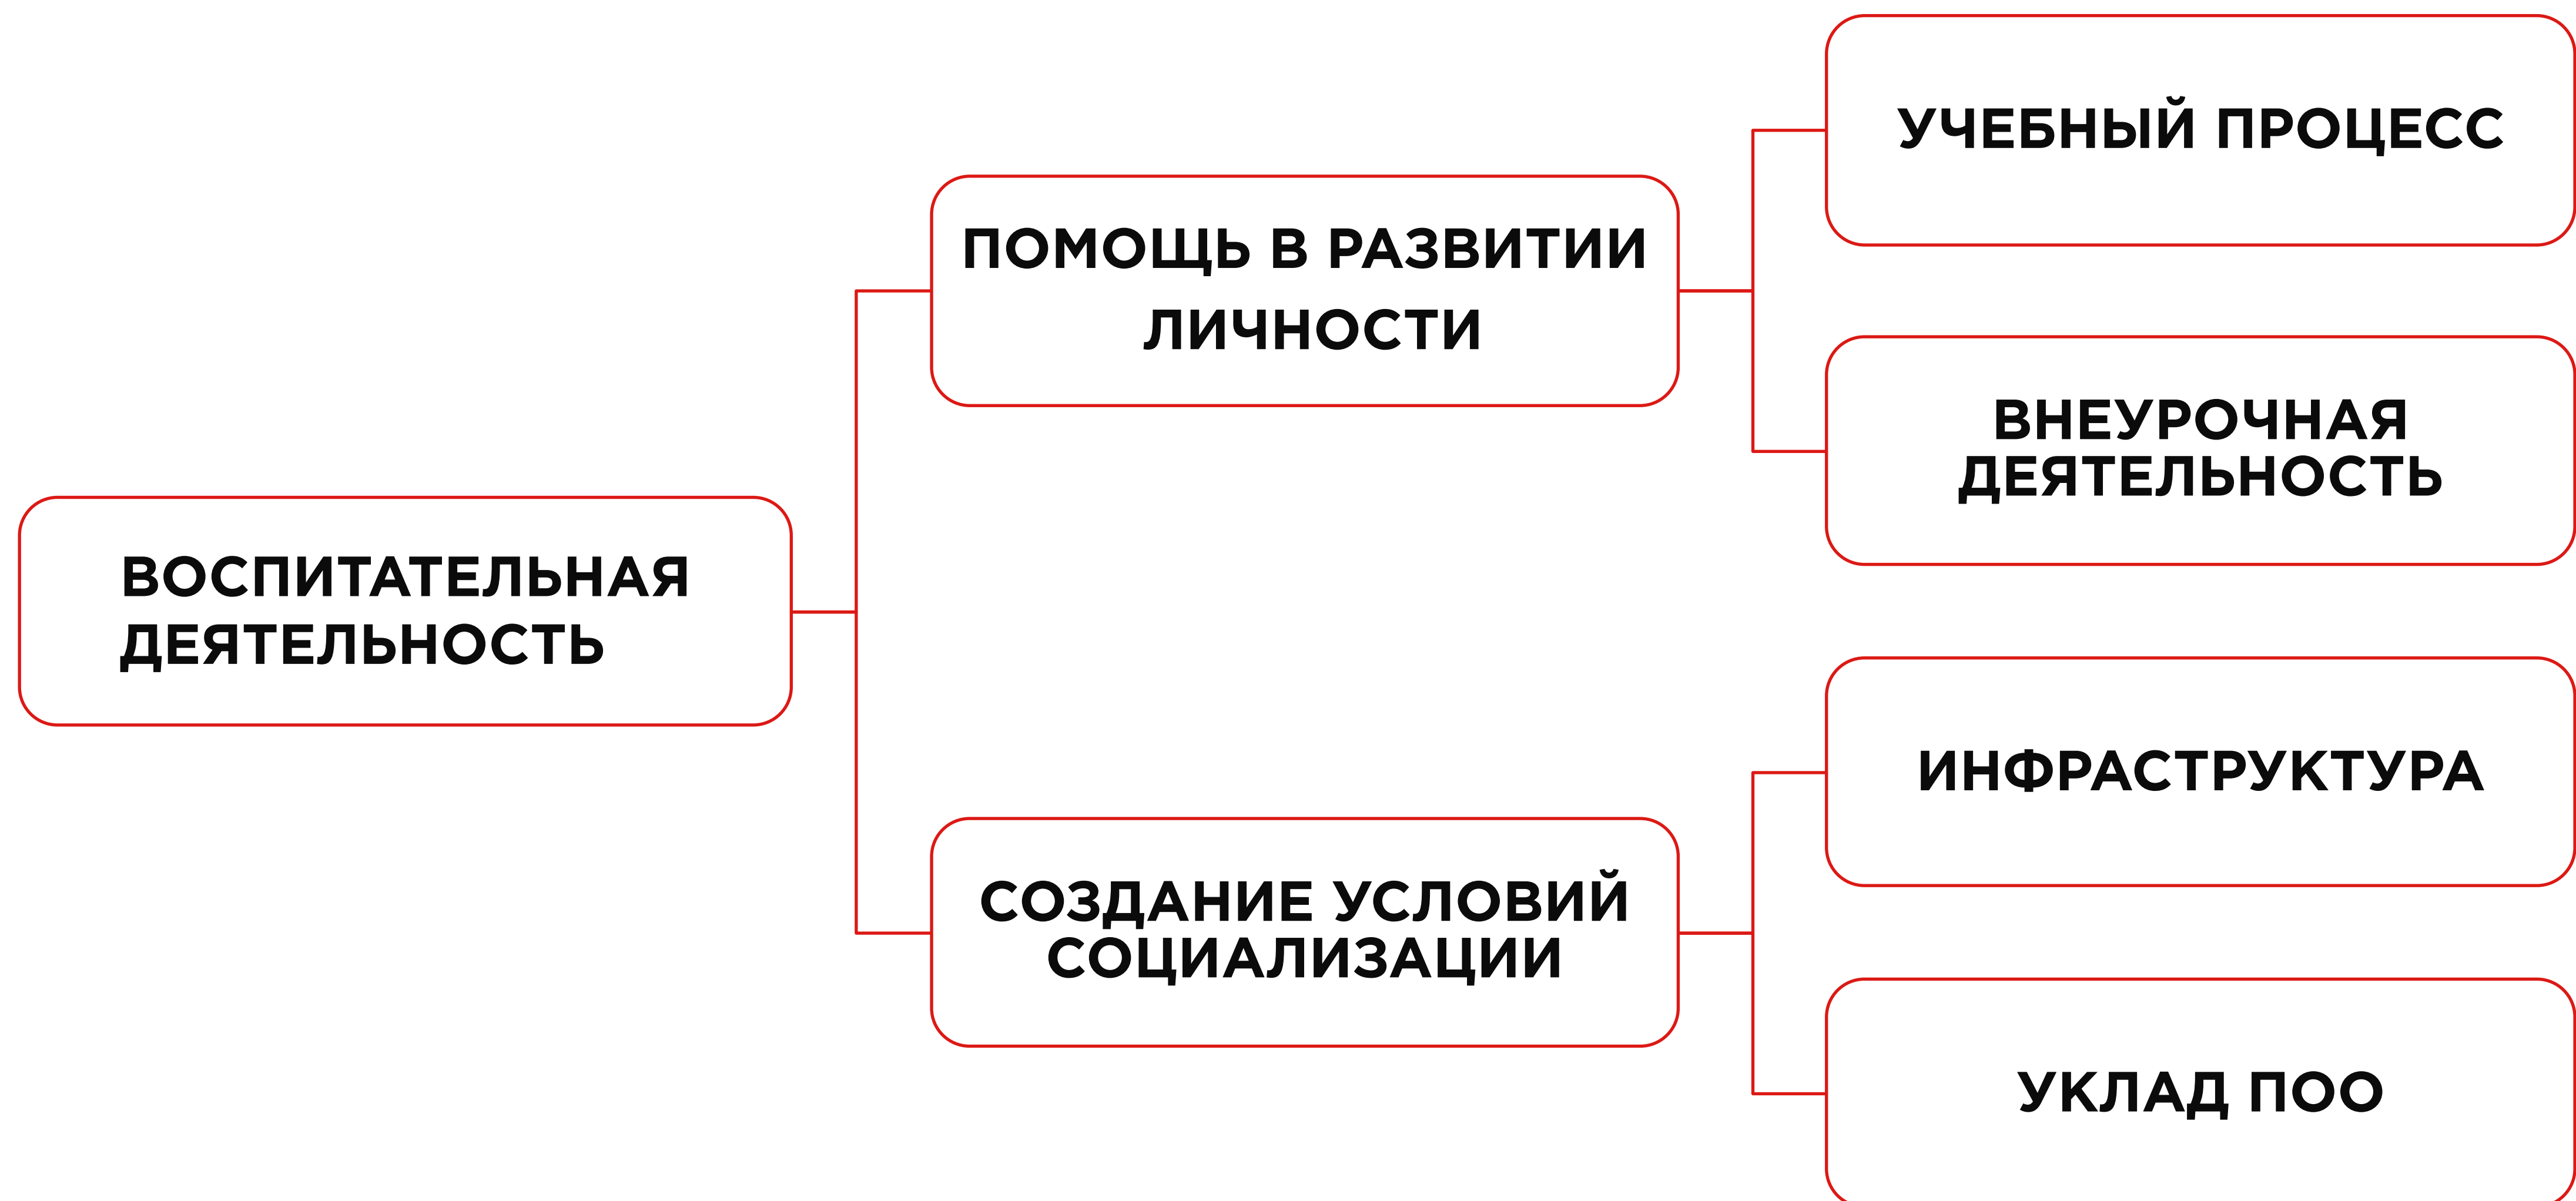 ВОСПИТАТЕЛЬНАЯ
ДЕЯТЕЛЬНОСТЬ
ПОМОЩЬ В РАЗВИТИИ
ЛИЧНОСТИ
УЧЕБНЫЙ ПРОЦЕСС
ВНЕУРОЧНАЯ
ДЕЯТЕЛЬНОСТЬ
СОЗДАНИЕ УСЛОВИЙ
СОЦИАЛИЗАЦИИ
ИНФРАСТРУКТУРА
УКЛАД ПОО